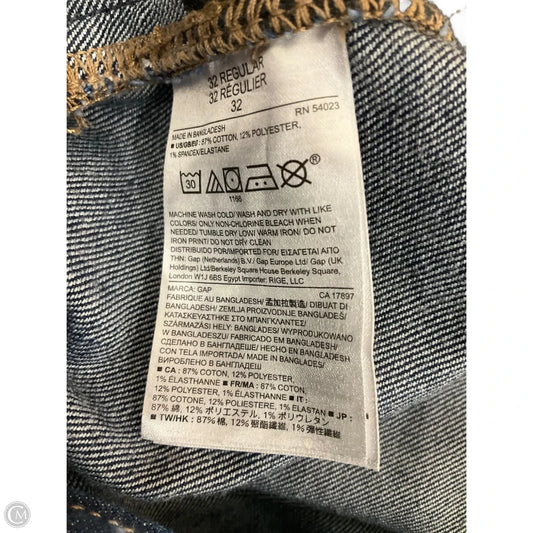 32 REGULAR
32 RÉGULIER
32
RN 54023
MADE IN BANGLADESH
■ US/GB/EU: 87% COTTON, 12% POLYESTER,
1% SPANDEX/ELASTANE
30
®
1166
MACHINE WASH COLD/ WASH AND DRY WITH LIKE
COLORS/ ONLY NON-CHLORINE BLEACH WHEN
NEEDED/ TUMBLE DRY LOW/ WARM IRON/ DO NOT
IRON PRINT/ DO NOT DRY CLEAN
DISTRIBUIDO POR/IMPORTED FOR/ ΕΙΣΑΓΕΤΑΙ ΑΠΟ
ΤΗΝ: Gap (Netherlands) B.V./ Gap Europe Ltd/ Gap (UK
Holdings) Ltd/Berkeley Square House Berkeley Square,
London W1J 6BS Egypt Importer: RIGE, LLC
MARCA: GAP
CA 17897
FABRIQUÉ AU BANGLADESH/ 孟加拉製造/ DIBUAT DI
BANGLADESH/ ZEMLJA PROIZVODNJE BANGLADEŠ/
ΚΑΤΑΣΚΕΥΑΣΤΗΚΕ ΣΤΟ ΜΠΑΓΚΛΑΝΤΕΣ/
SZÁRMAZÁSI HELY: BANGLADES/ WYPRODUKOWANO
W BANGLADESZU/ FABRICADO EM BANGLADESH/
СДЕЛАНО В БАНГЛАДЕШ/ HECHO EN BANGLADESH
CON TELA IMPORTADA/ MADE IN BANGLADESH/
ВИРОБЛЕНО В БАНГЛАДЕШ
■ CA : 87% COTON, 12% POLYESTER,
1% ÉLASTHANNE ■ FR/MA : 87% COTON,
12% POLYESTER, 1% ÉLASTHANNE ■ IT :
87% COTONE, 12% POLIESTERE, 1% ELASTAN ■ JP :
87% 綿, 12% ポリエステル, 1% ポリウレタン
■ TW/HK : 87% 棉, 12% 聚酯纖維, 1% 彈性纖維
CM